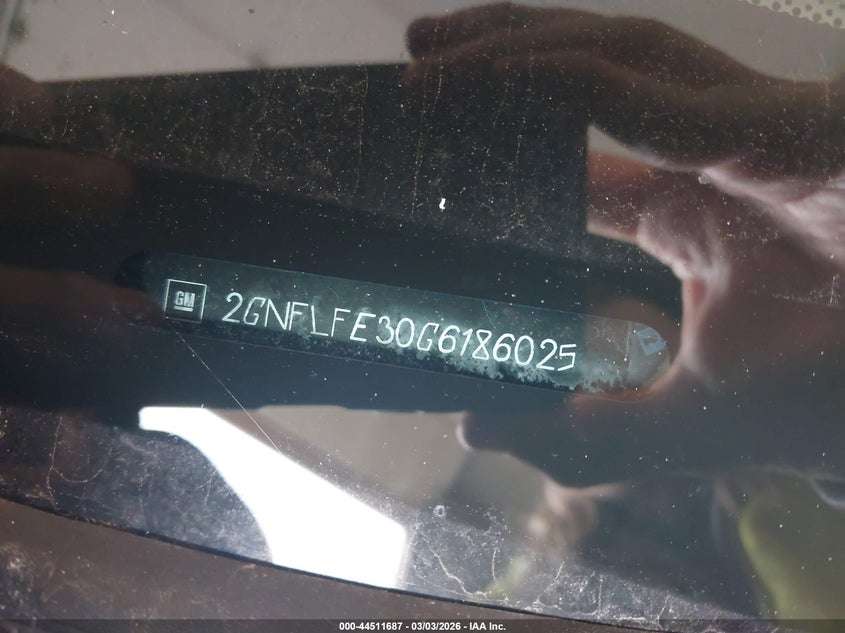 GM 2GNFLFE30G6186025
000-44511687 - 03/03/2026 - IAA Inc.